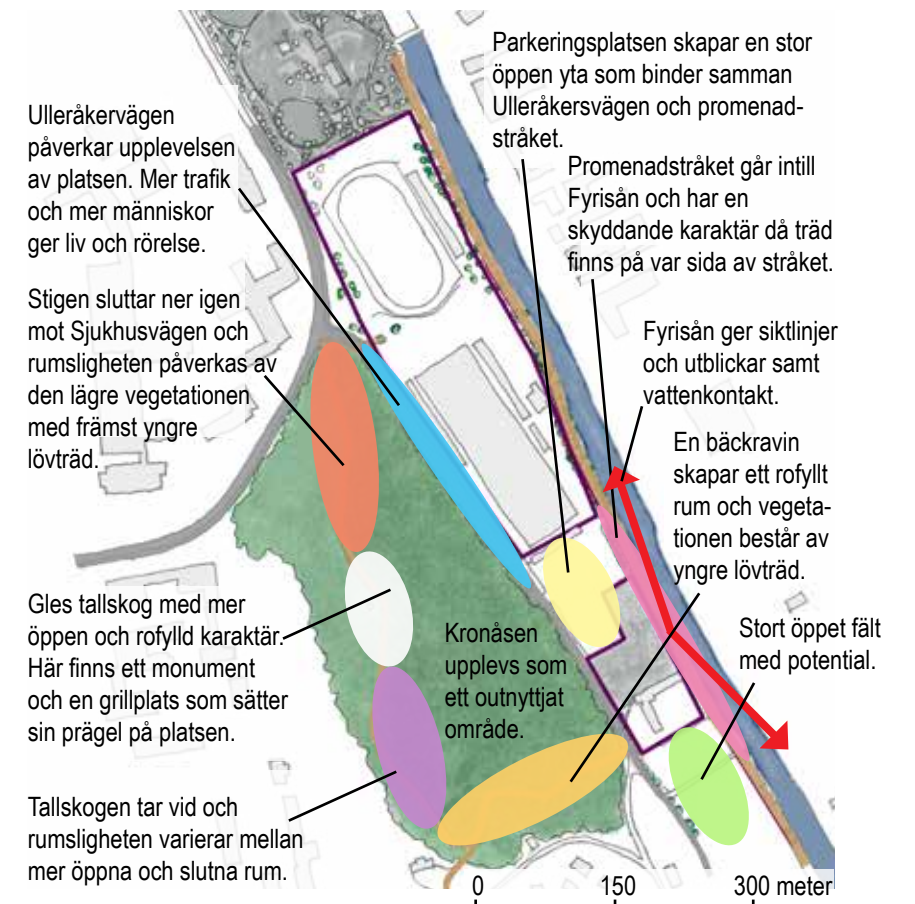 Parkeringsplatsen skapar en stor
öppen yta som binder samman
Ulleråkersvägen och promenad-
stråket.
Ulleråkervägen
påverkar upplevelsen
av platsen. Mer trafik
och mer människor
ger liv och rörelse.
Promenadstråket går intill
Fyrisån och har en
skyddande karaktär då träd
finns på var sida av stråket.
Stigen sluttar ner igen
mot Sjukhusvägen och
rumsligheten påverkas av
den lägre vegetationen
med främst yngre
lövträd.
Fyrisån ger siktlinjer
och utblickar samt
vattenkontakt.
En bäckravin
skapar ett rofyllt
rum och vegeta-
tionen består av
yngre lövträd.
Gles tallskog med mer
öppen och rofylld karaktär.
Här finns ett monument
och en grillplats som sätter
sin prägel på platsen.
Kronåsen
upplevs som
ett outnyttjat
område.
Stort öppet fält
med potential.
Tallskogen tar vid och
rumsligheten varierar mellan
mer öppna och slutna rum.
0 150 300 meter